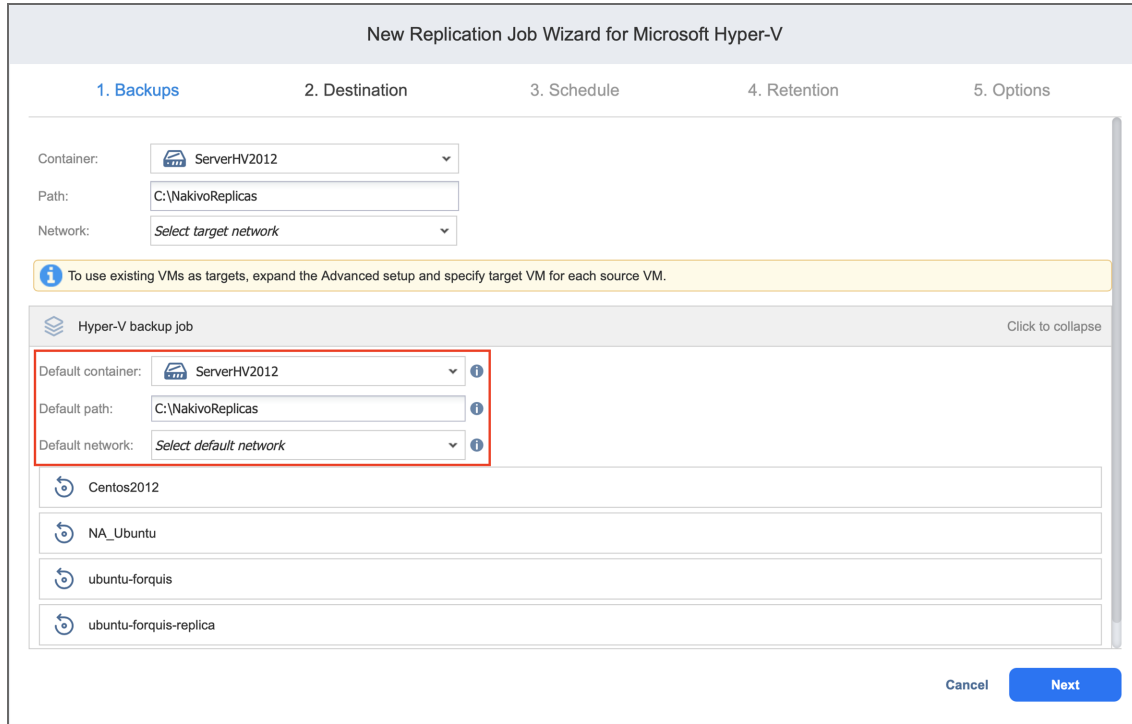 New Replication Job Wizard for Microsoft Hyper-V
1. Backups 2. Destination 3. Schedule 4. Retention 5. Options
Container: ServerHV2012
Path: C:\NakivoReplicas
Network: Select target network
To use existing VMs as targets, expand the Advanced setup and specify target VM for each source VM.
Hyper-V backup job Click to collapse
Default container: ServerHV2012
Default path: C:\NakivoReplicas
Default network: Select default network
Centos2012
NA_Ubuntu
ubuntu-forquis
ubuntu-forquis-replica
Cancel Next